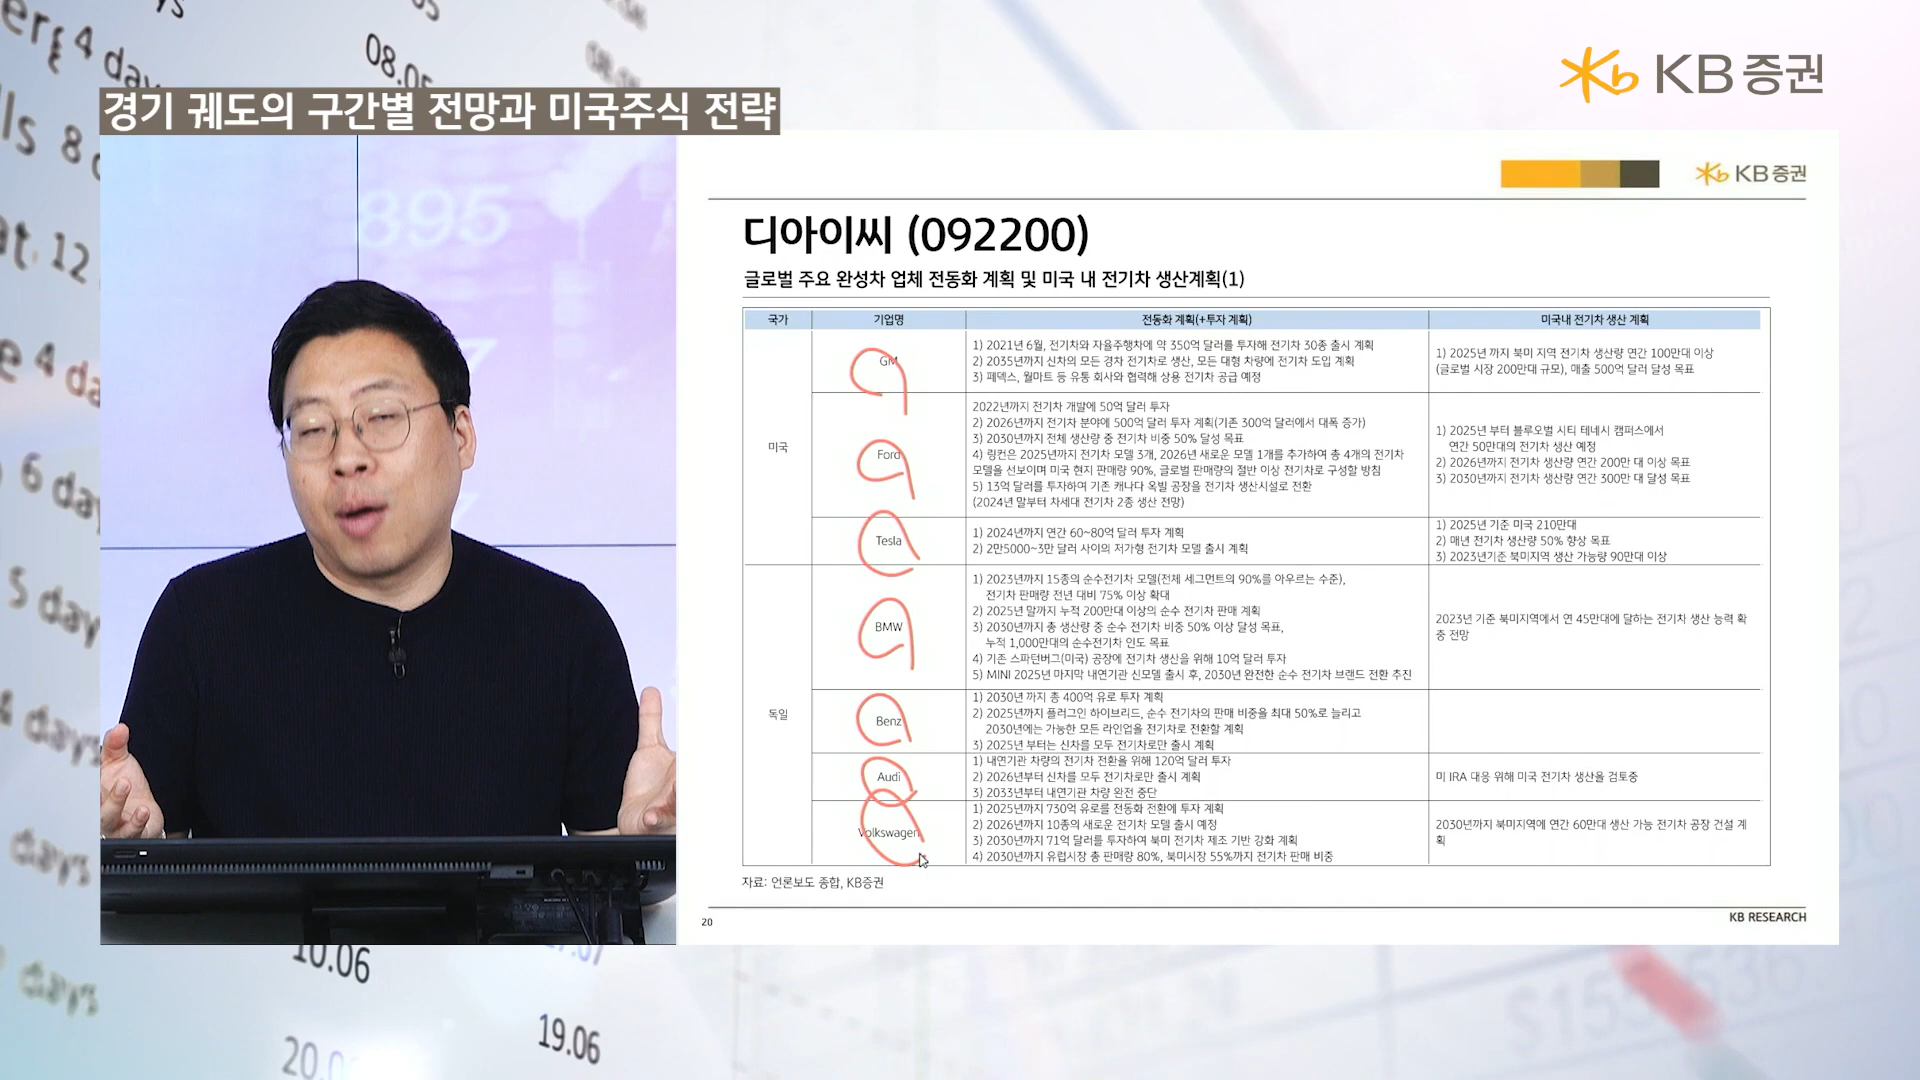 KB 증권
경기 궤도의 구간별 전망과 미국주식 전략
KB 증권
디아이씨 (092200)
글로벌 주요 완성차 업체 전동화 계획 및 미국 내 전기차 생산계획(1)
국가 기업명 전동화 계획(+투자 계획) 미국내 전기차 생산 계획
미국
GM
1) 2021년 6월, 전기차와 자율주행차에 약 350억 달러를 투자해 전기차 30종 출시 계획
2) 2035년까지 신차의 모든 경차 전기차로 생산, 모든 대형 차량에 전기차 도입 계획
3) 페덱스, 월마트 등 유통 회사와 협력해 상용 전기차 공급 예정
1) 2025년 까지 북미 지역 전기차 생산량 연간 100만대 이상
(글로벌 시장 200만대 규모), 매출 500억 달러 달성 목표
Ford
2022년까지 전기차 개발에 50억 달러 투자
2) 2026년까지 전기차 분야에 500억 달러 투자 계획(기존 300억 달러에서 대폭 증가)
3) 2030년까지 전체 생산량 중 전기차 비중 50% 달성 목표
4) 링컨은 2025년까지 전기차 모델 3개, 2026년 새로운 모델 1개를 추가하여 총 4개의 전기차
모델을 선보이며 미국 현지 판매량 90%, 글로벌 판매량의 절반 이상 전기차로 구성할 방침
5) 13억 달러를 투자하여 기존 캐나다 옥빌 공장을 전기차 생산시설로 전환
(2024년 말부터 차세대 전기차 2종 생산 전망)
1) 2025년 부터 블루오벌 시티 테네시 캠퍼스에서
연간 50만대의 전기차 생산 예정
2) 2026년까지 전기차 생산량 연간 200만 대 이상 목표
3) 2030년까지 전기차 생산량 연간 300만 대 달성 목표
Tesla
1) 2024년까지 연간 60~80억 달러 투자 계획
2) 2만5000~3만 달러 사이의 저가형 전기차 모델 출시 계획
1) 2025년 기준 미국 210만대
2) 매년 전기차 생산량 50% 향상 목표
3) 2023년기준 북미지역 생산 가능량 90만대 이상
독일
BMW
1) 2023년까지 15종의 순수전기차 모델(전체 세그먼트의 90%를 아우르는 수준),
전기차 판매량 전년 대비 75% 이상 확대
2) 2025년 말까지 누적 200만대 이상의 순수 전기차 판매 계획
3) 2030년까지 총 생산량 중 순수 전기차 비중 50% 이상 달성 목표,
누적 1,000만대의 순수전기차 인도 목표
4) 기존 스파턴버그(미국) 공장에 전기차 생산을 위해 10억 달러 투자
5) MINI 2025년 마지막 내연기관 신모델 출시 후, 2030년 완전한 순수 전기차 브랜드 전환 추진
2023년 기준 북미지역에서 연 45만대에 달하는 전기차 생산 능력 확
충 전망
Benz
1) 2030년 까지 총 400억 유로 투자 계획
2) 2025년까지 플러그인 하이브리드, 순수 전기차의 판매 비중을 최대 50%로 늘리고
2030년에는 가능한 모든 라인업을 전기차로 전환할 계획
3) 2025년 부터는 신차를 모두 전기차로만 출시 계획
Audi
1) 내연기관 차량의 전기차 전환을 위해 120억 달러 투자
2) 2026년부터 신차를 모두 전기차로만 출시 계획
3) 2033년부터 내연기관 차량 완전 중단
미 IRA 대응 위해 미국 전기차 생산을 검토중
Volkswagen
1) 2025년까지 730억 유로를 전동화 전환에 투자 계획
2) 2026년까지 10종의 새로운 전기차 모델 출시 예정
3) 2030년까지 71억 달러를 투자하여 북미 전기차 제조 기반 강화 계획
4) 2030년까지 유럽시장 총 판매량 80%, 북미시장 55%까지 전기차 판매 비중
2030년까지 북미지역에 연간 60만대 생산 가능 전기차 공장 건설 계
획
자료: 언론보도 종합, KB증권
20
KB RESEARCH
4 days
08.05
12
4 days
6 days
5 days
4 days
days
days
10.06
19.06
895